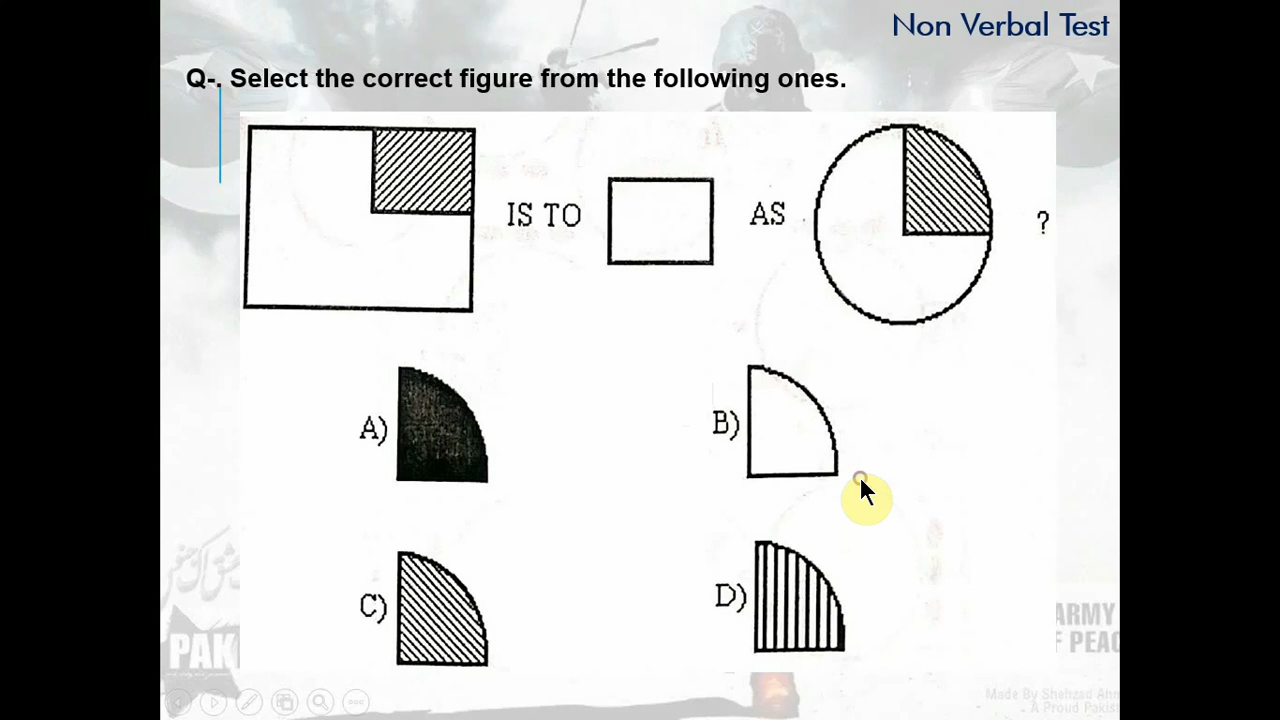 Non Verbal Test
Q-. Select the correct figure from the following ones.
IS TO
AS
?
A)
B)
C)
D)
PAK
ARMY
F PEAC
Made By Shehzad Ahm
A Proud Pakis